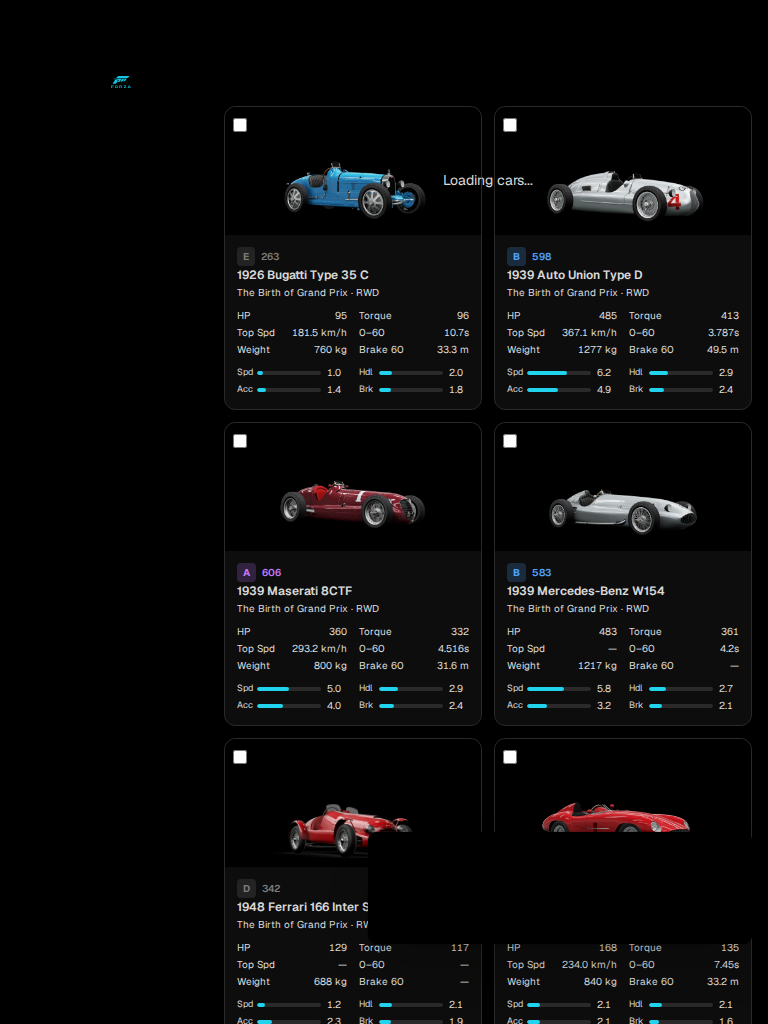 FORZA
Loading cars...
E 263
1926 Bugatti Type 35 C
The Birth of Grand Prix · RWD
HP 95 Torque 96
Top Spd 181.5 km/h 0–60 10.7s
Weight 760 kg Brake 60 33.3 m
Spd 1.0 Hdl 2.0
Acc 1.4 Brk 1.8
4
B 598
1939 Auto Union Type D
The Birth of Grand Prix · RWD
HP 485 Torque 413
Top Spd 367.1 km/h 0–60 3.787s
Weight 1277 kg Brake 60 49.5 m
Spd 6.2 Hdl 2.9
Acc 4.9 Brk 2.4
A 606
1939 Maserati 8CTF
The Birth of Grand Prix · RWD
HP 360 Torque 332
Top Spd 293.2 km/h 0–60 4.516s
Weight 800 kg Brake 60 31.6 m
Spd 5.0 Hdl 2.9
Acc 4.0 Brk 2.4
B 583
1939 Mercedes-Benz W154
The Birth of Grand Prix · RWD
HP 483 Torque 361
Top Spd — 0–60 4.2s
Weight 1217 kg Brake 60 —
Spd 5.8 Hdl 2.7
Acc 3.2 Brk 2.1
D 342
1948 Ferrari 166 Inter S
The Birth of Grand Prix · RW
HP 129 Torque 117
Top Spd — 0–60 —
Weight 688 kg Brake 60 —
Spd 1.2 Hdl 2.1
Acc 2.3 Brk 1.9
HP 168 Torque 135
Top Spd 234.0 km/h 0–60 7.45s
Weight 840 kg Brake 60 33.2 m
Spd 2.1 Hdl 2.1
Acc 2.1 Brk 1.6